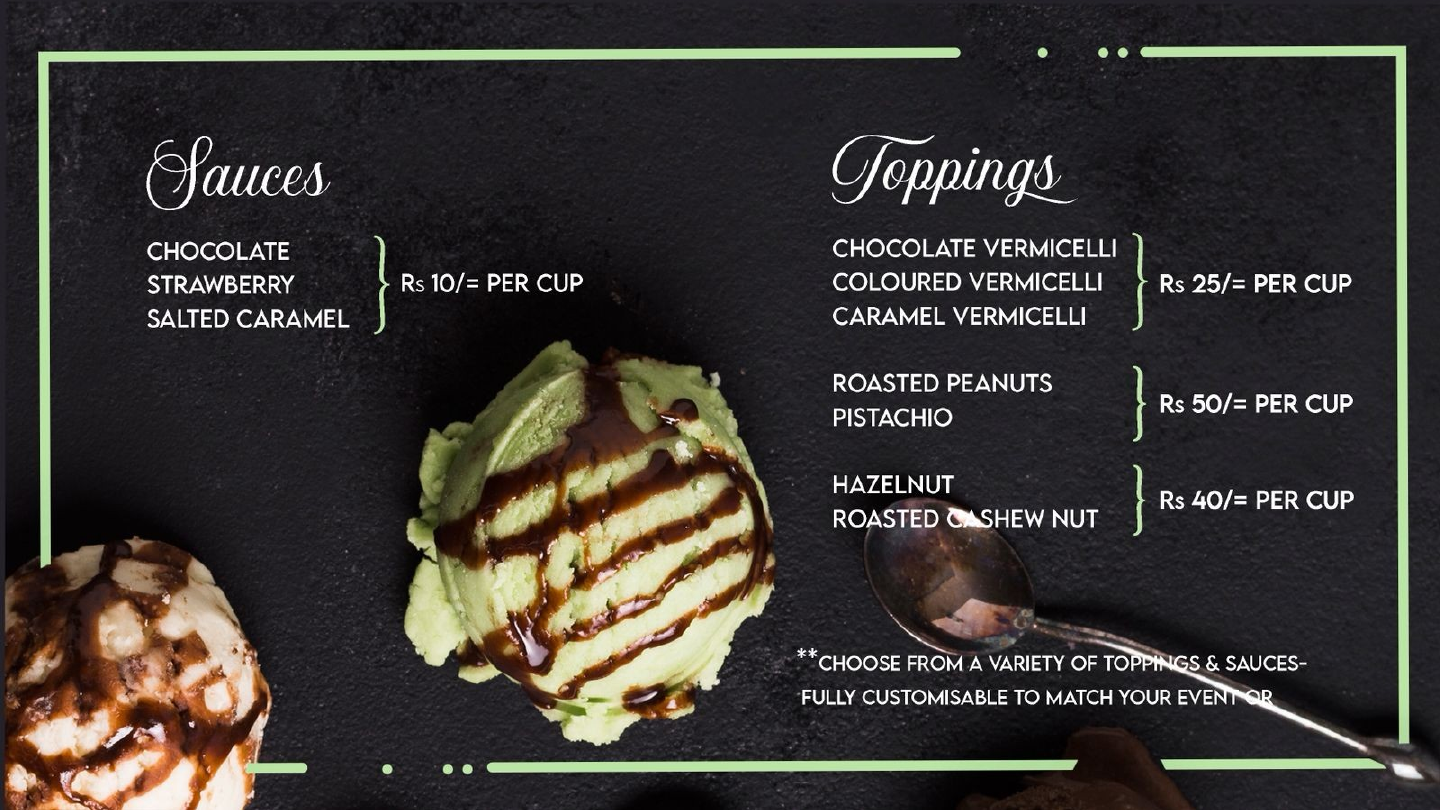 Sauces
CHOCOLATE
STRAWBERRY
SALTED CARAMEL
Rs 10/= PER CUP
Toppings
CHOCOLATE VERMICELLI
COLOURED VERMICELLI
CARAMEL VERMICELLI
Rs 25/= PER CUP
ROASTED PEANUTS
PISTACHIO
Rs 50/= PER CUP
HAZELNUT
ROASTED CASHEW NUT
Rs 40/= PER CUP
**CHOOSE FROM A VARIETY OF TOPPINGS & SAUCES-
FULLY CUSTOMISABLE TO MATCH YOUR EVENT OR